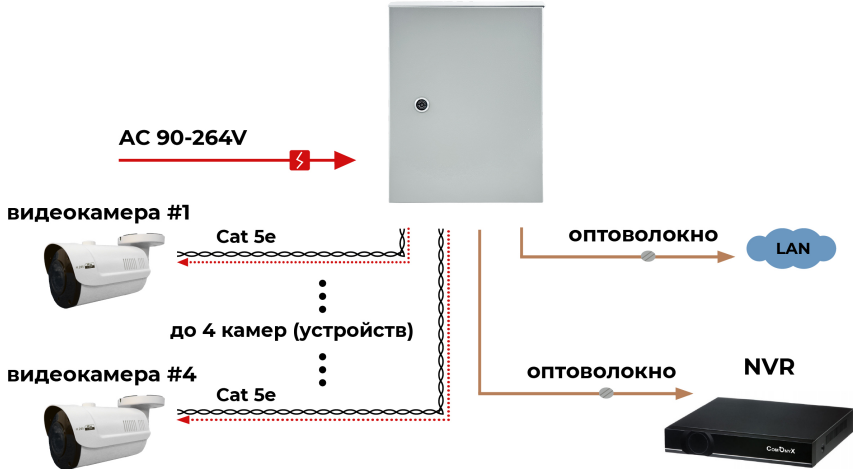 AC 90-264V
видеокамера #1
Cat 5e
оптоволокно
LAN
до 4 камер (устройств)
видеокамера #4
Cat 5e
оптоволокно
NVR
ComOnyX